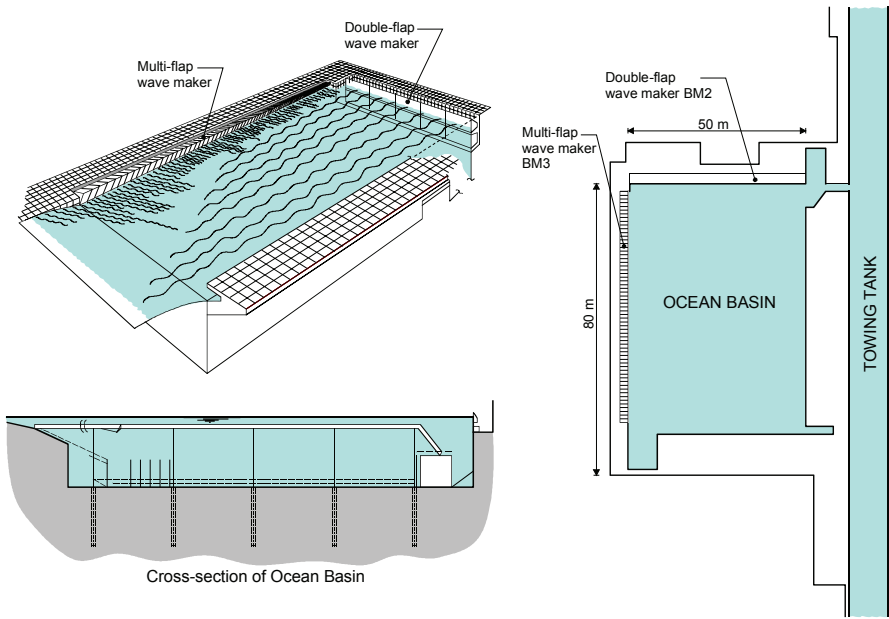 Double-flap
wave maker
Multi-flap
wave maker
Cross-section of Ocean Basin
Double-flap
wave maker BM2
50 m
Multi-flap
wave maker
BM3
80 m
OCEAN BASIN
TOWING TANK